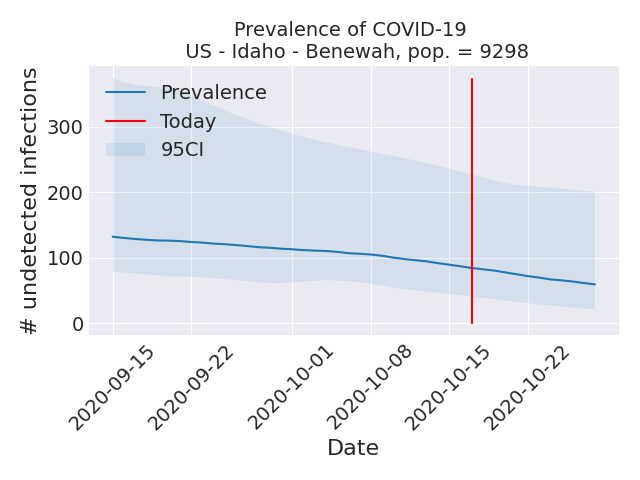 Prevalence of COVID-19
US - Idaho - Benewah, pop. = 9298
# undetected infections
300
200
100
0
Prevalence
Today
95CI
2020-09-15
2020-09-22
2020-10-01
2020-10-08
2020-10-15
2020-10-22
Date